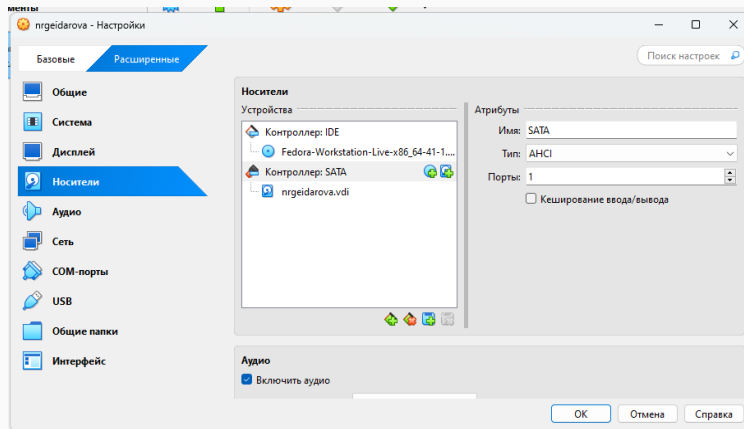 менты
nrgeidarova - Настройки
Базовые
Расширенные
Поиск настроек
Общие
Система
Дисплей
Носители
Аудио
Сеть
COM-порты
USB
Общие папки
Интерфейс
Носители
Устройства
Контроллер: IDE
Fedora-Workstation-Live-x86_64-41-1....
Контроллер: SATA
nrgeidarova.vdi
Атрибуты
Имя: SATA
Тип: AHCI
Порты: 1
Кеширование ввода/вывода
Аудио
Включить аудио
OK Отмена Справка